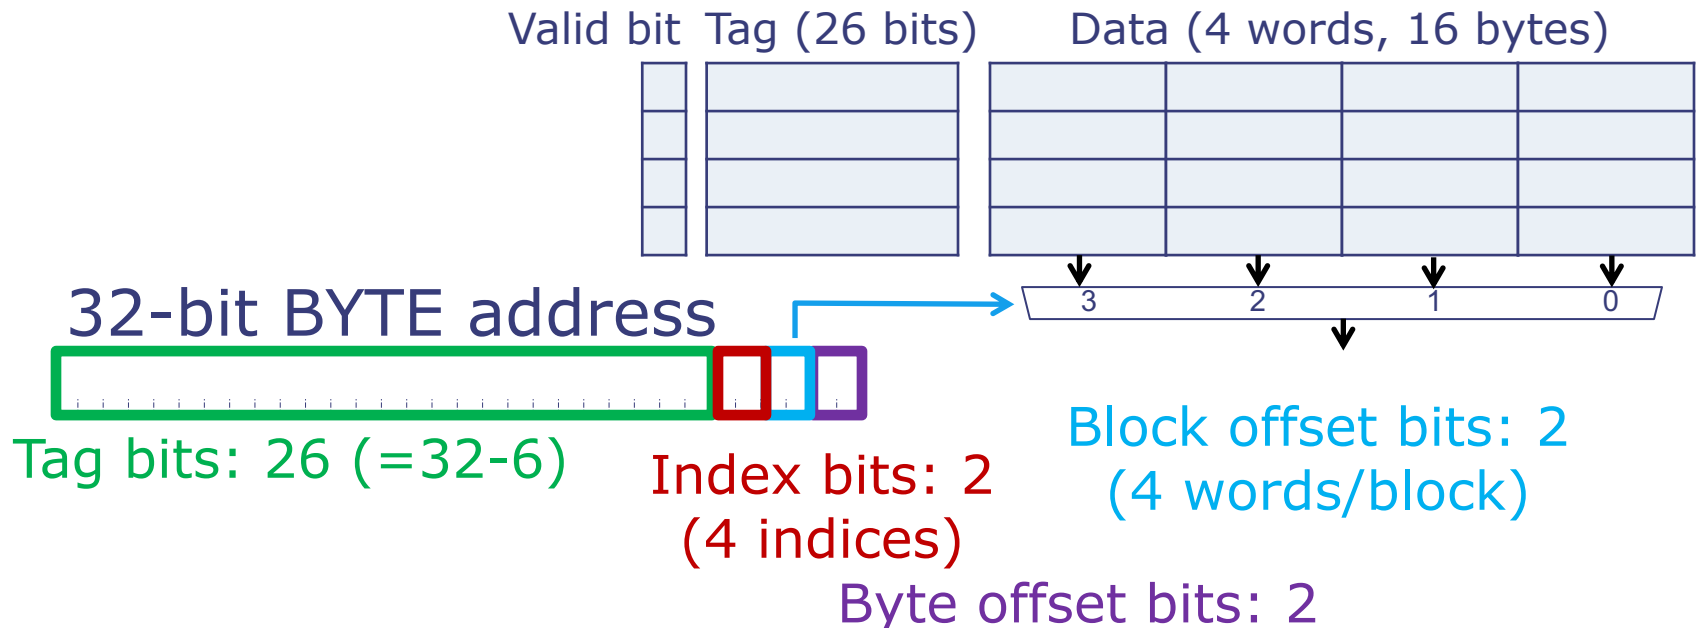 Valid bit Tag (26 bits) Data (4 words, 16 bytes)
3 2 1 0
32-bit BYTE address
Tag bits: 26 (=32-6)
Index bits: 2
(4 indices)
Block offset bits: 2
(4 words/block)
Byte offset bits: 2